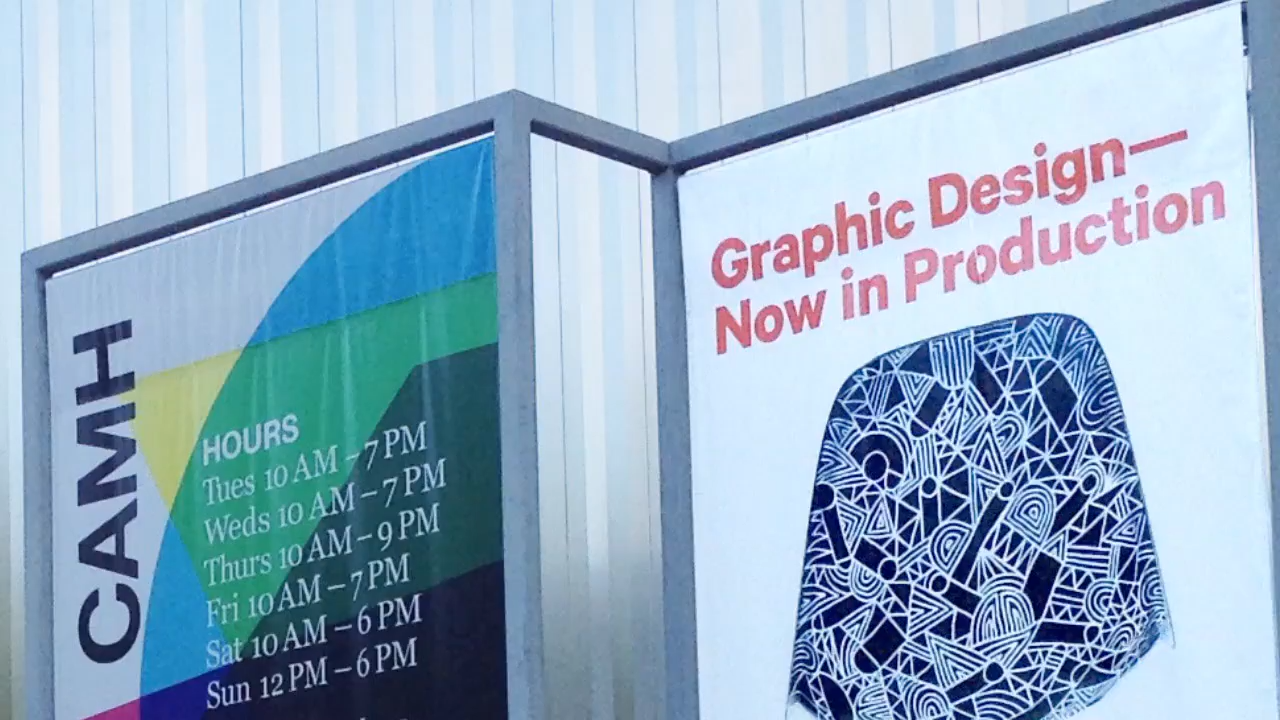 CAMH
HOURS
Tues 10 AM – 7 PM
Weds 10 AM – 7 PM
Thurs 10 AM – 9 PM
Fri 10 AM – 7 PM
Sat 10 AM – 6 PM
Sun 12 PM – 6 PM
Graphic Design—
Now in Production